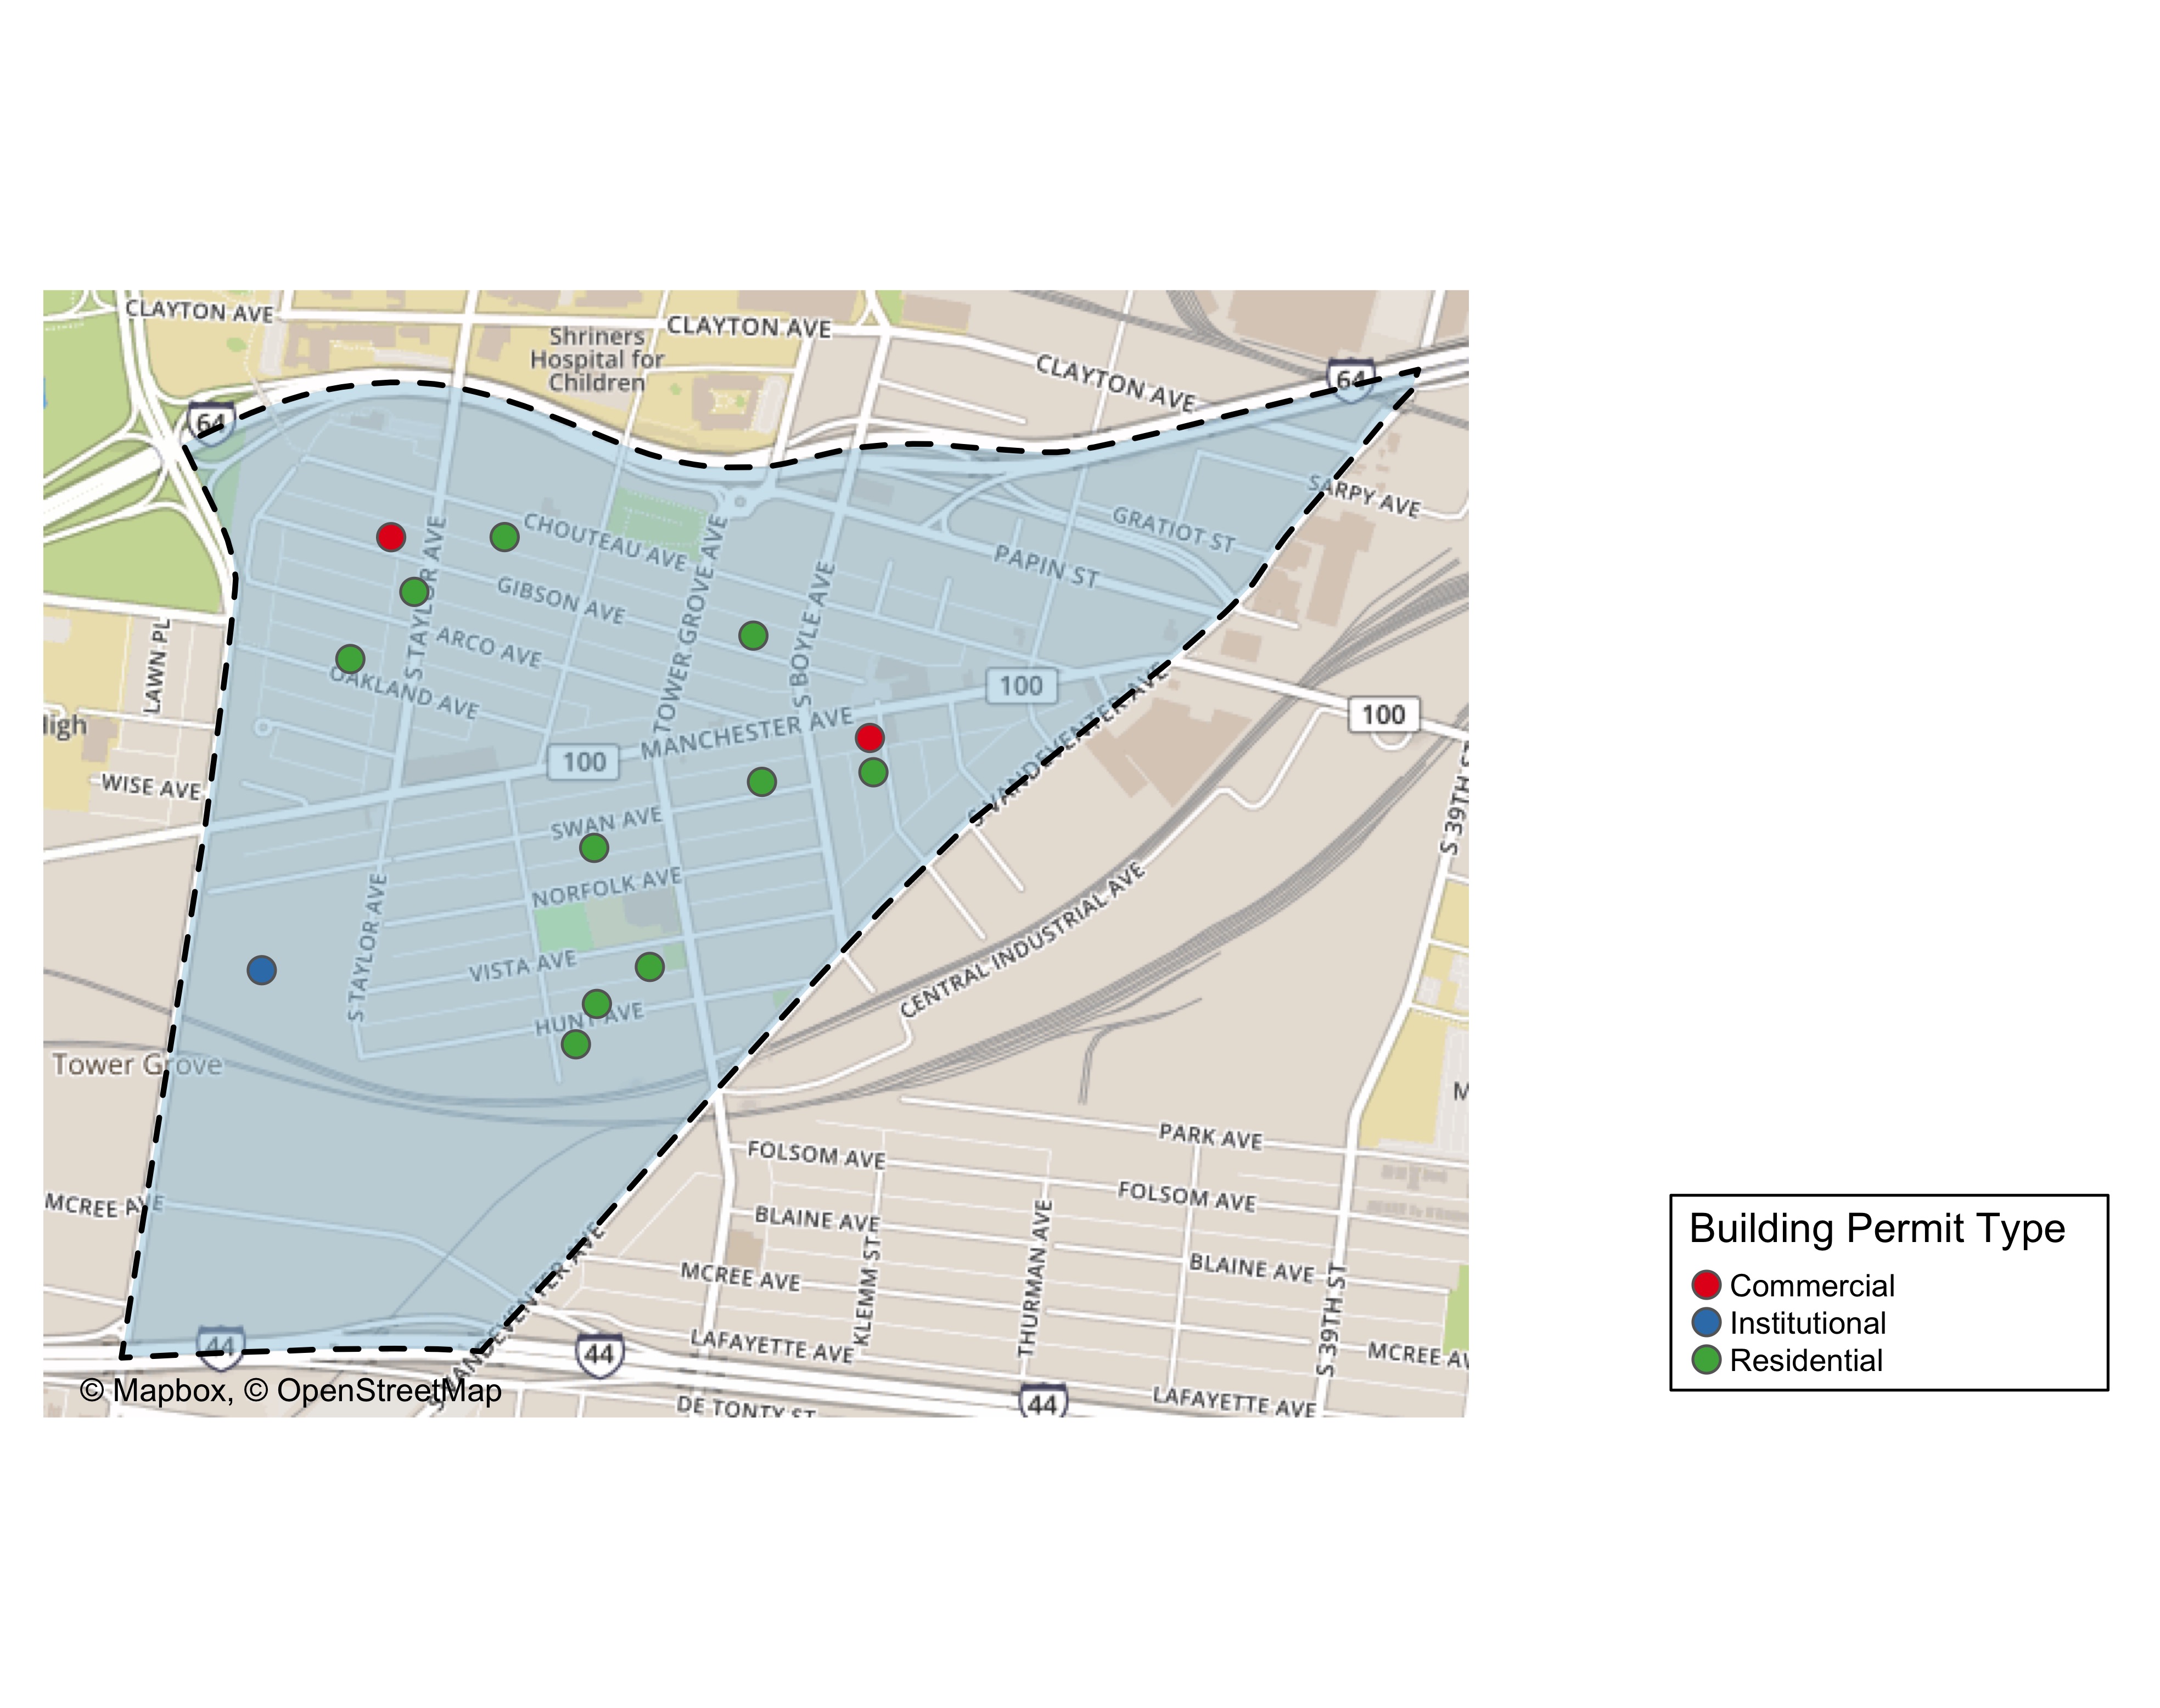 CLAYTON AVE
CLAYTON AVE
Shriners
Hospital for
Children
CLAYTON AVE
64
64
SARPY AVE
GRATIOT ST
CHOUTEAU AVE
PAPIN ST
S TAYLOR AVE
GIBSON AVE
TOWER GROVE AVE
S BOYLE AVE
ARCO AVE
OAKLAND AVE
LAWN PL
100
100
MANCHESTER AVE
100
S VANDEVENTER AVE
WISE AVE
SWAN AVE
S 39TH ST
NORFOLK AVE
S TAYLOR AVE
VISTA AVE
CENTRAL INDUSTRIAL AVE
HUNT AVE
Tower Grove
M
PARK AVE
FOLSOM AVE
FOLSOM AVE
MCREE AVE
BLAINE AVE
BLAINE AVE
MCREE AVE
KLEMM ST
THURMAN AVE
S 39TH ST
S VANDEVENTER AVE
44
44
LAFAYETTE AVE
MCREE AV
44
LAFAYETTE AVE
DE TONTY ST
© Mapbox, © OpenStreetMap
Building Permit Type
Commercial
Institutional
Residential